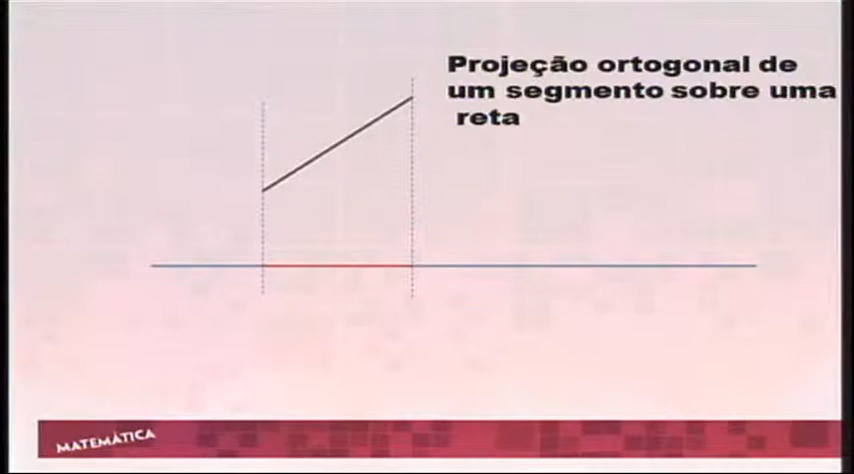 Projeção ortogonal de
um segmento sobre uma
reta
MATEMÁTICA